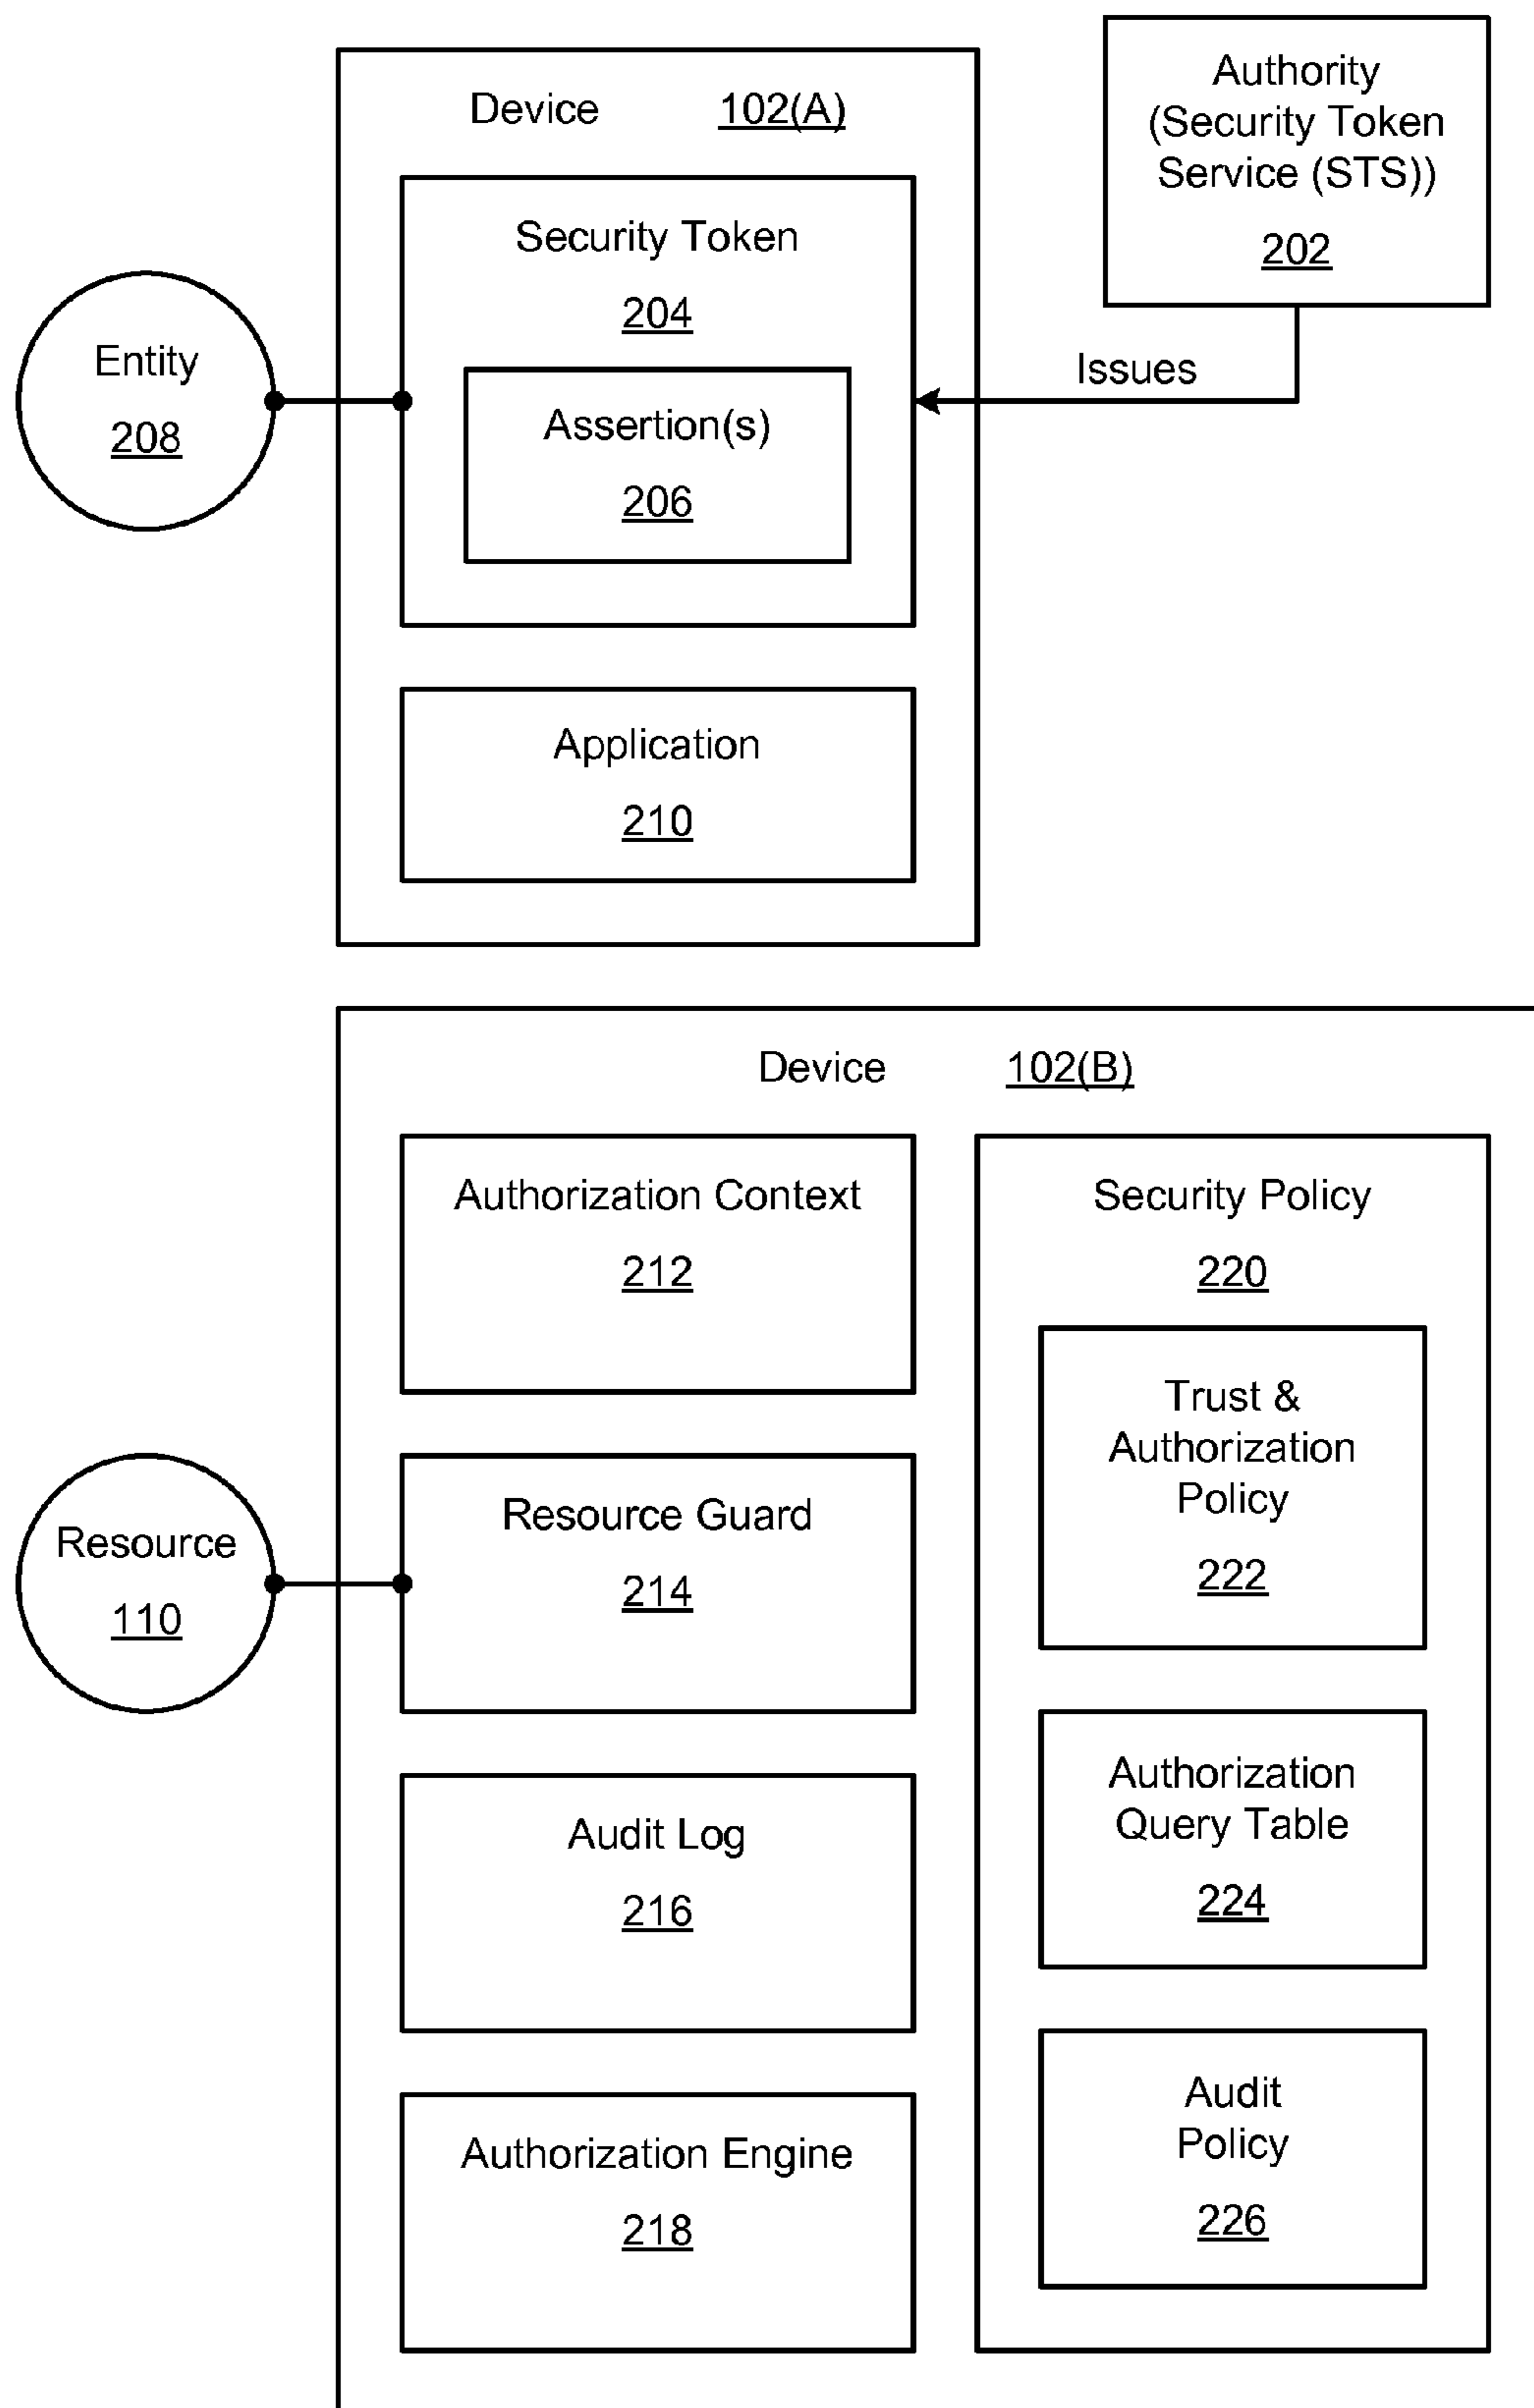 Device 102(A)
Authority
(Security Token
Service (STS))
202
Security Token
204
Issues
Entity
208
Assertion(s)
206
Application
210
Device 102(B)
Authorization Context
212
Security Policy
220
Trust &
Authorization
Policy
222
Resource Guard
214
Resource
110
Authorization
Query Table
224
Audit Log
216
Audit
Policy
226
Authorization Engine
218